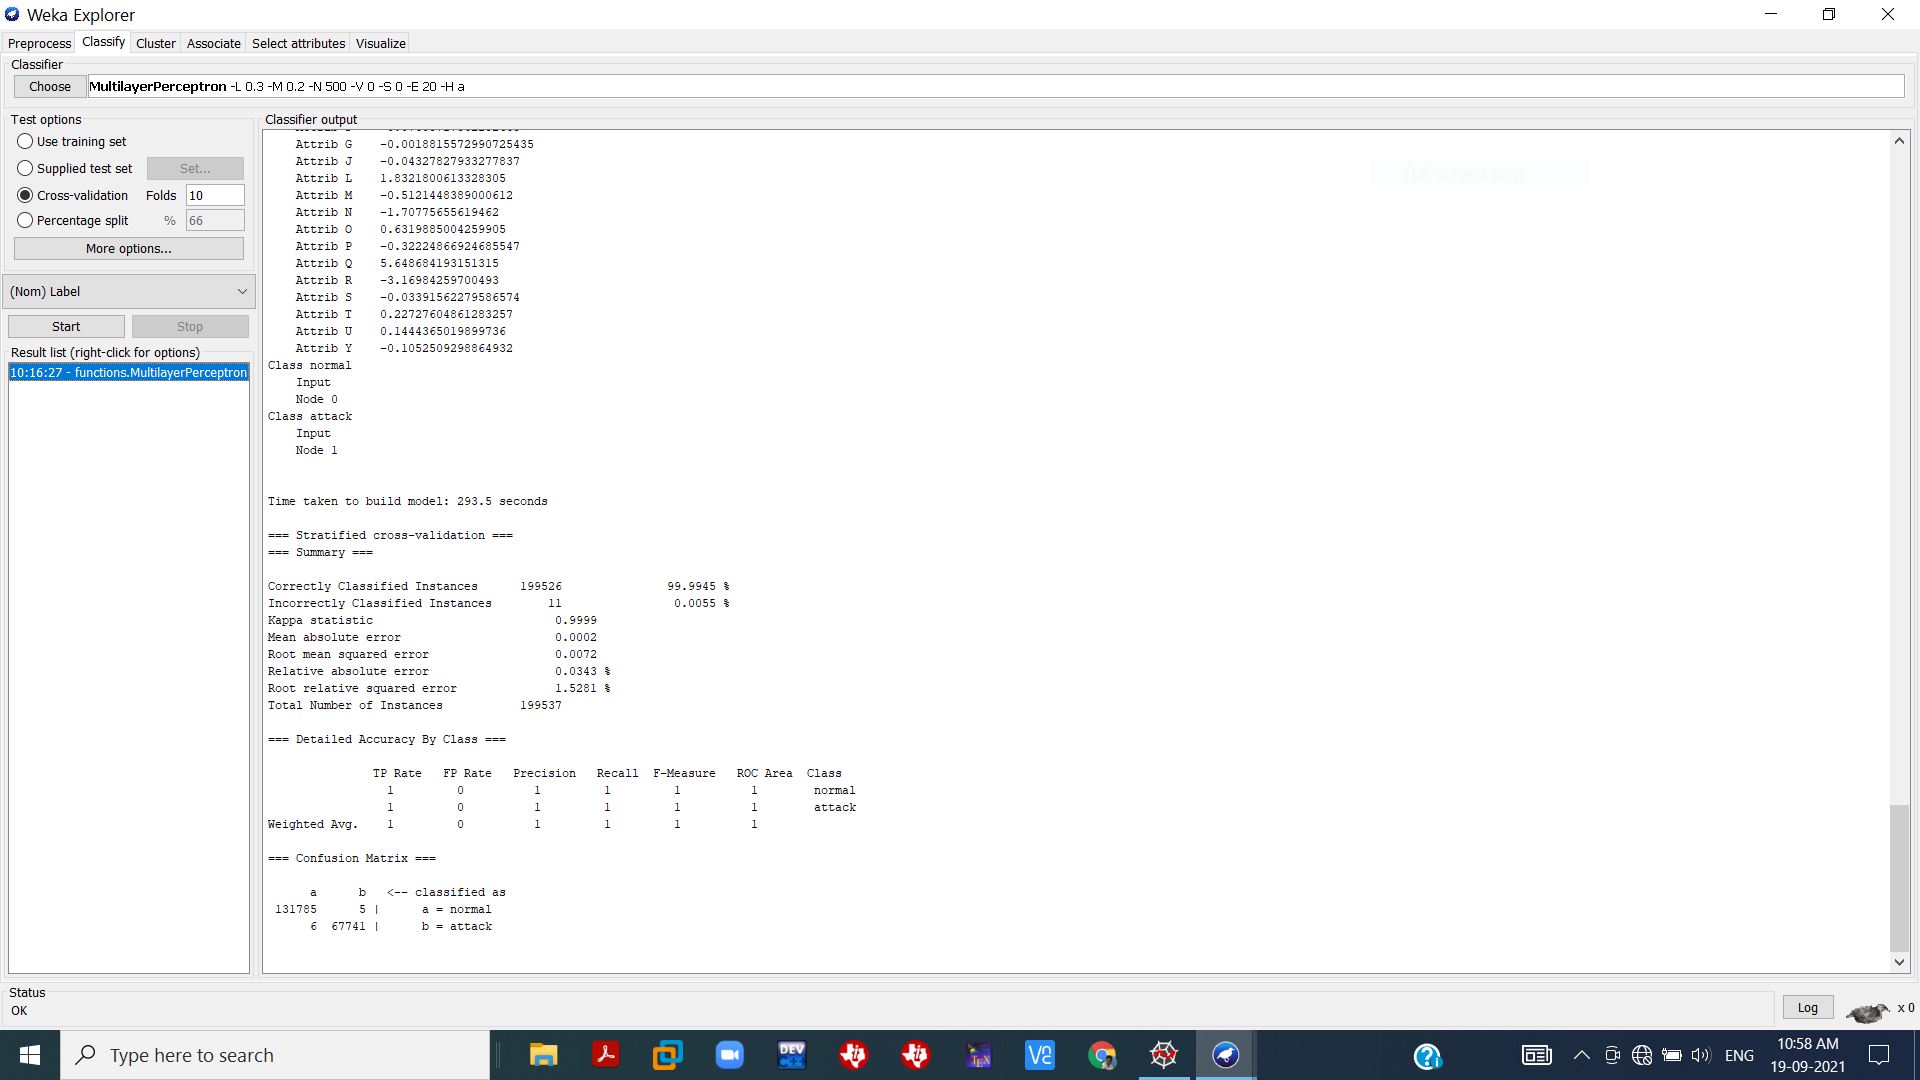 Weka Explorer
Preprocess Classify Cluster Associate Select attributes Visualize
Classifier
Choose MultilayerPerceptron -L 0.3 -M 0.2 -N 500 -V 0 -S 0 -E 20 -H a
Test options
Use training set
Supplied test set Set...
Cross-validation Folds 10
Percentage split % 66
More options...
(Nom) Label
Start Stop
Result list (right-click for options)
10:16:27 - functions.MultilayerPerceptron
Classifier output
Attrib G -0.0018815572990725435
Attrib J -0.04327827933277837
Attrib L 1.8321800613328305
Attrib M -0.5121448389000612
Attrib N -1.70775655619462
Attrib O 0.6319885004259905
Attrib P -0.32224866924685547
Attrib Q 5.648684193151315
Attrib R -3.16984259700493
Attrib S -0.03391562279586574
Attrib T 0.22727604861283257
Attrib U 0.1444365019899736
Attrib Y -0.1052509298864932
Class normal
Input
Node 0
Class attack
Input
Node 1
Time taken to build model: 293.5 seconds
=== Stratified cross-validation ===
=== Summary ===
Correctly Classified Instances 199526 99.9945 %
Incorrectly Classified Instances 11 0.0055 %
Kappa statistic 0.9999
Mean absolute error 0.0002
Root mean squared error 0.0072
Relative absolute error 0.0343 %
Root relative squared error 1.5281 %
Total Number of Instances 199537
=== Detailed Accuracy By Class ===
TP Rate FP Rate Precision Recall F-Measure ROC Area Class
1 0 1 1 1 1 normal
1 0 1 1 1 1 attack
Weighted Avg. 1 0 1 1 1 1
=== Confusion Matrix ===
a b <-- classified as
131785 5 | a = normal
6 67741 | b = attack
Full-screen Snip
Status
OK
Log x 0
Type here to search
DEV C++
TEX
ENG
10:58 AM
19-09-2021